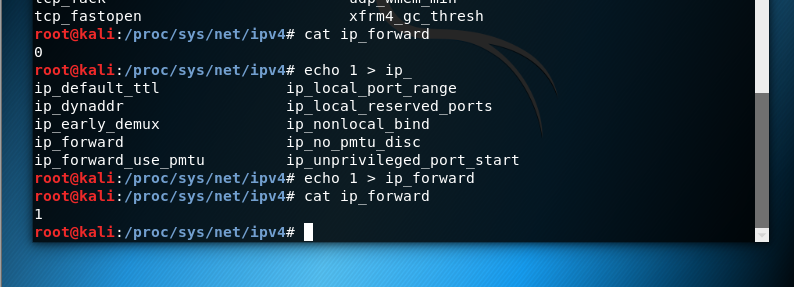 tcp_fack                        udp_wmem_min
tcp_fastopen                    xfrm4_gc_thresh
root@kali:/proc/sys/net/ipv4# cat ip_forward
0
root@kali:/proc/sys/net/ipv4# echo 1 > ip_
ip_default_ttl          ip_local_port_range
ip_dynaddr              ip_local_reserved_ports
ip_early_demux          ip_nonlocal_bind
ip_forward              ip_no_pmtu_disc
ip_forward_use_pmtu     ip_unprivileged_port_start
root@kali:/proc/sys/net/ipv4# echo 1 > ip_forward
root@kali:/proc/sys/net/ipv4# cat ip_forward
1
root@kali:/proc/sys/net/ipv4#